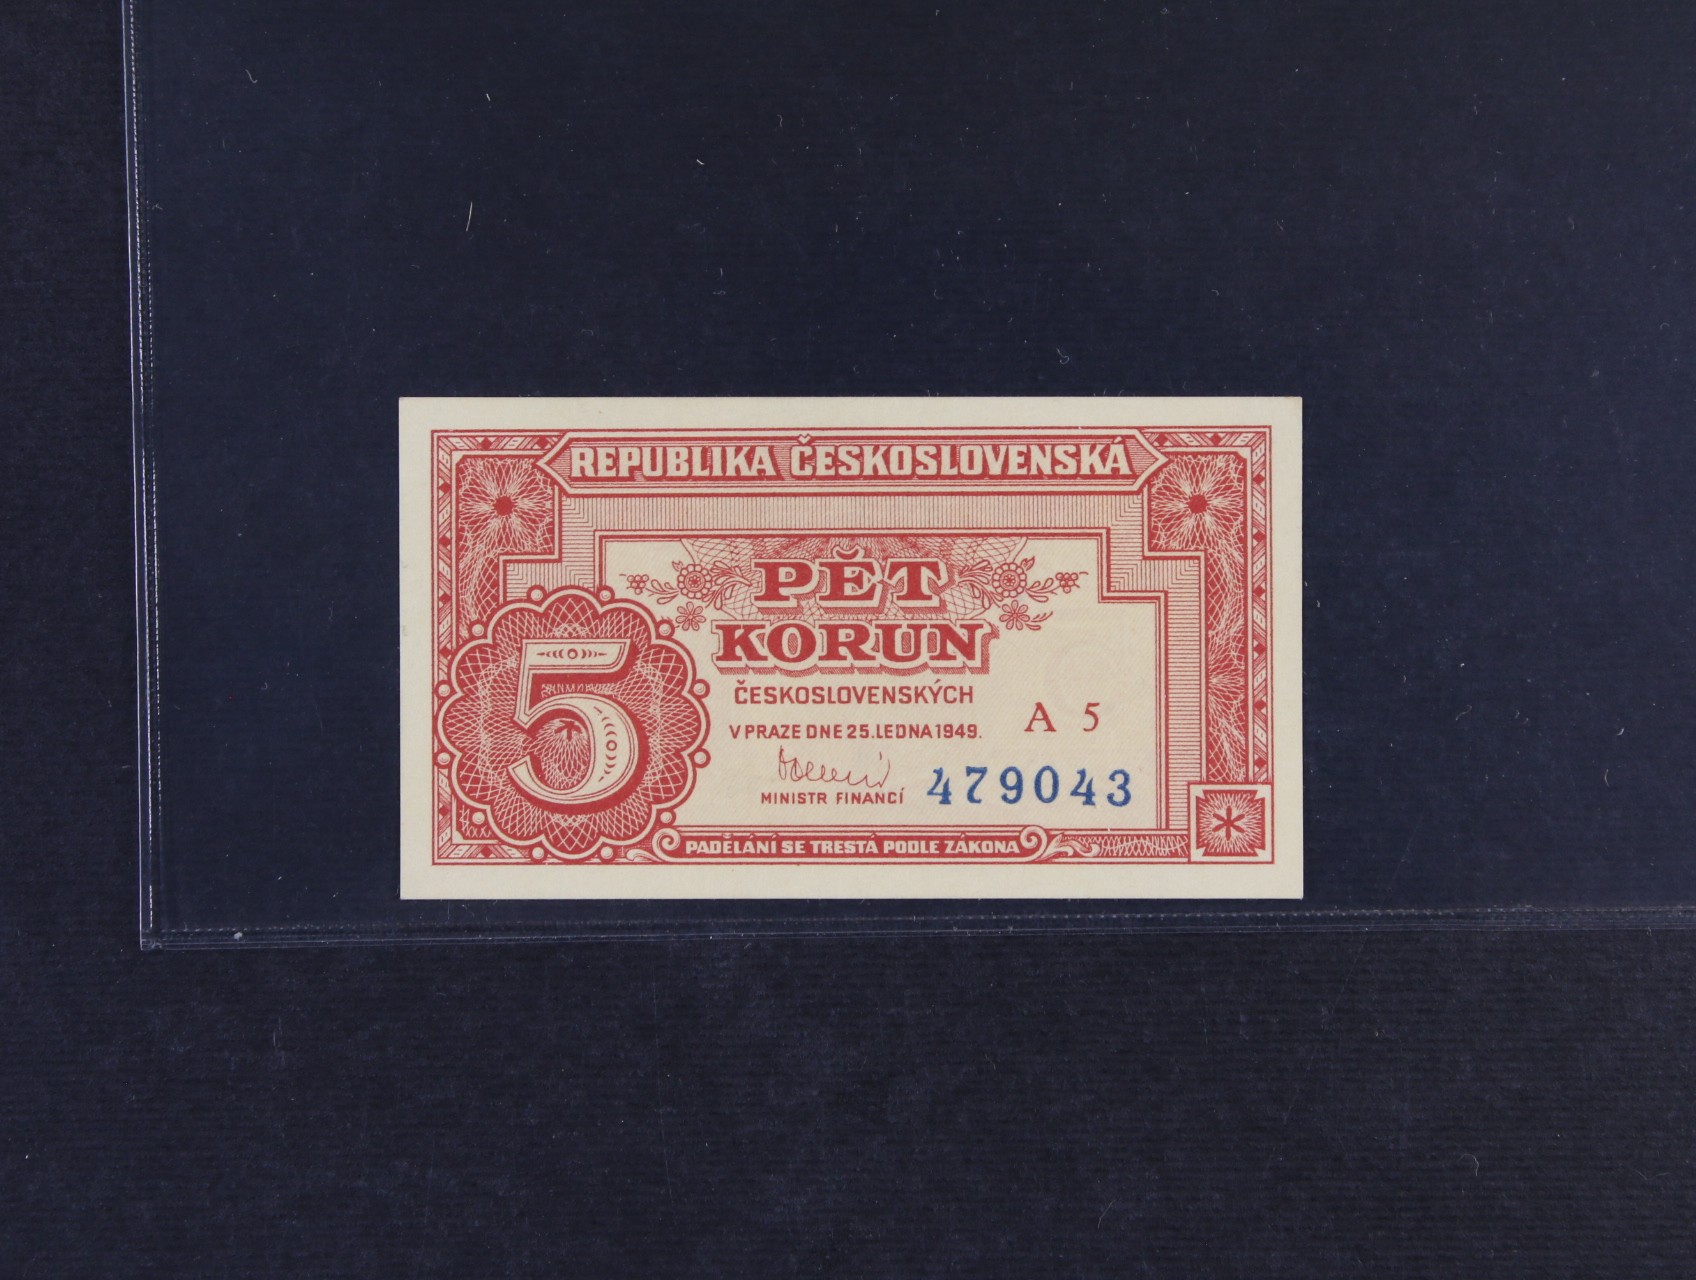 REPUBLIKA ČESKOSLOVENSKÁ
PĚT
KORUN
5
ČESKOSLOVENSKÝCH
A 5
V PRAZE DNE 25. LEDNA 1949.
MINISTR FINANCÍ
479043
PADĚLÁNÍ SE TRESTÁ PODLE ZÁKONA